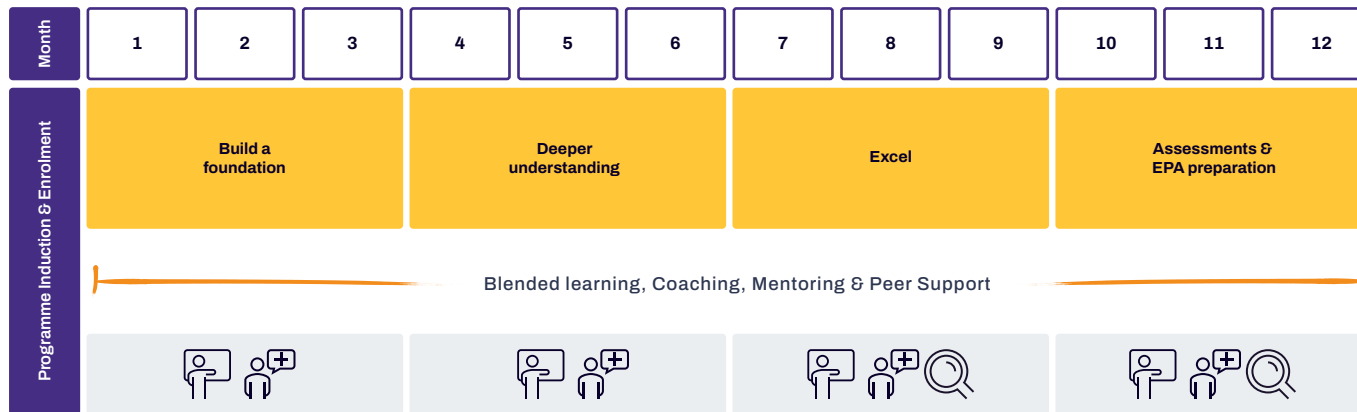 Month
1
2
3
4
5
6
7
8
9
10
11
12
Programme Induction & Enrolment
Build a
foundation
Deeper
understanding
Excel
Assessments &
EPA preparation
Blended learning, Coaching, Mentoring & Peer Support